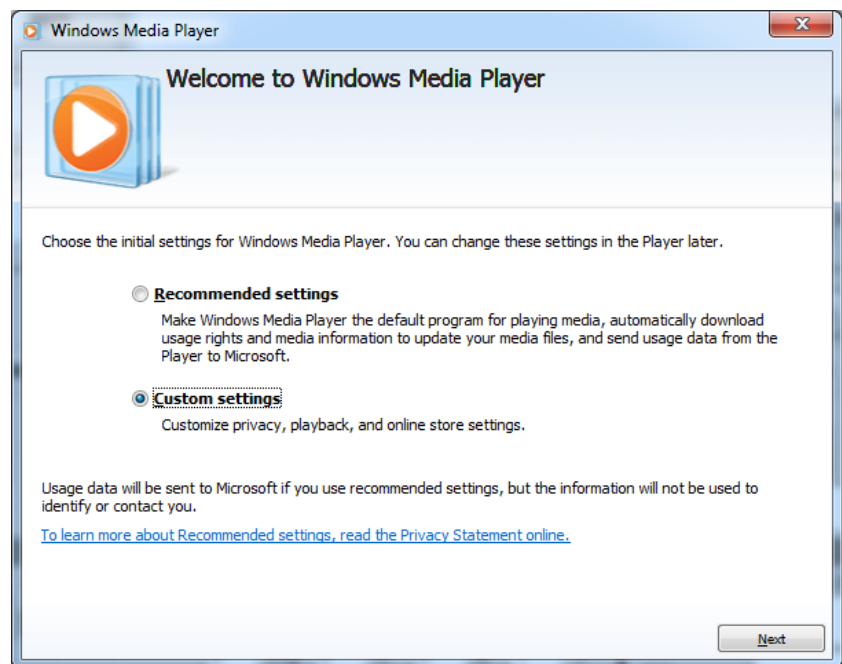 Windows Media Player
Welcome to Windows Media Player
Choose the initial settings for Windows Media Player. You can change these settings in the Player later.
Recommended settings
Make Windows Media Player the default program for playing media, automatically download
usage rights and media information to update your media files, and send usage data from the
Player to Microsoft.
Custom settings
Customize privacy, playback, and online store settings.
Usage data will be sent to Microsoft if you use recommended settings, but the information will not be used to
identify or contact you.
To learn more about Recommended settings, read the Privacy Statement online.
Next